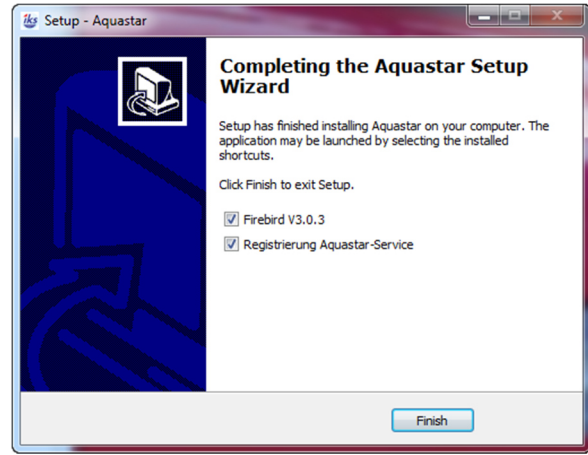 iks Setup - Aquastar
Completing the Aquastar Setup
Wizard
Setup has finished installing Aquastar on your computer. The
application may be launched by selecting the installed
shortcuts.
Click Finish to exit Setup.
Firebird V3.0.3
Registrierung Aquastar-Service
Finish